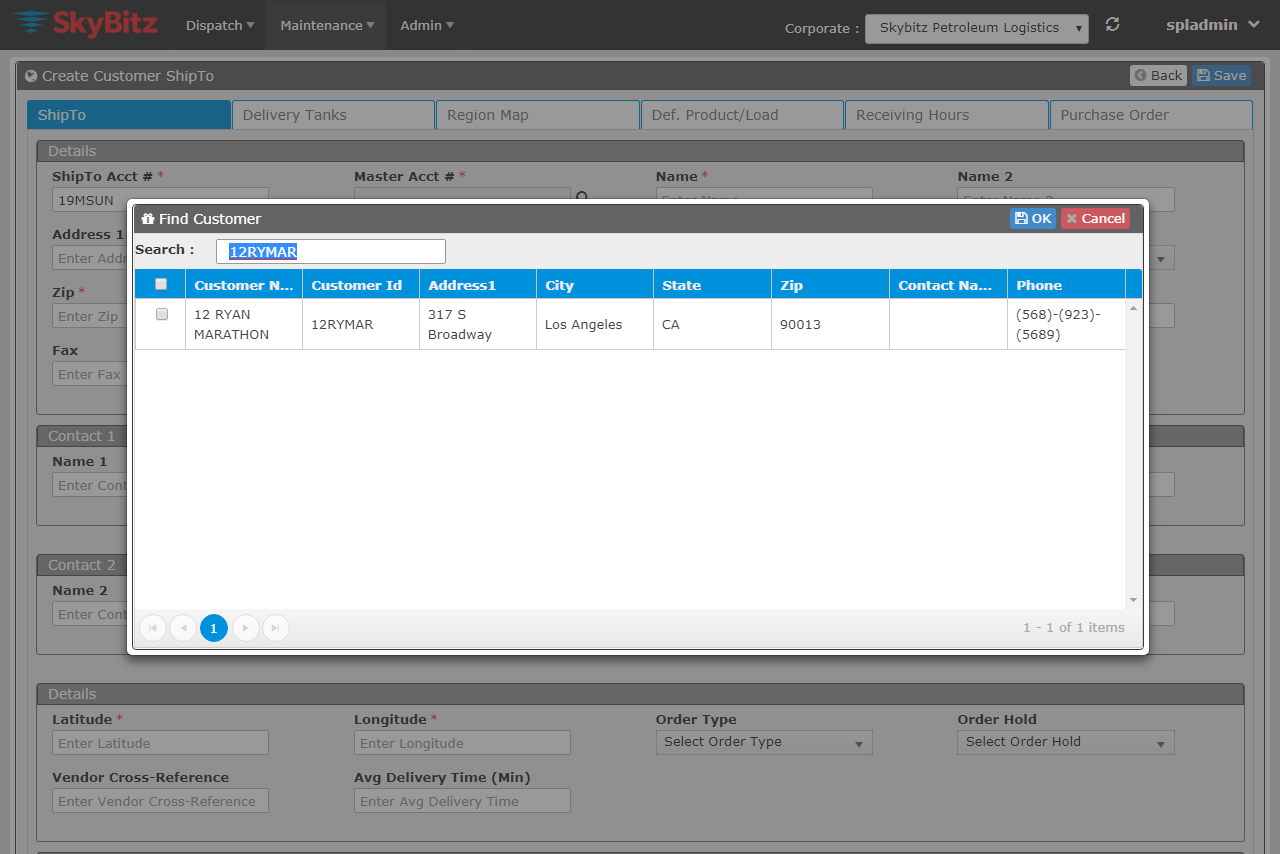 SkyBitz
Dispatch
Maintenance
Admin
Corporate :
Skybitz Petroleum Logistics
spladmin
Create Customer ShipTo
Back
Save
ShipTo
Delivery Tanks
Region Map
Def. Product/Load
Receiving Hours
Purchase Order
Details
ShipTo Acct # *
Master Acct # *
Name *
Name 2
19MSUN
Address 1
Enter Addr
Zip *
Enter Zip
Fax
Enter Fax
Find Customer
OK
Cancel
Search :
12RYMAR
Customer N...
Customer Id
Address1
City
State
Zip
Contact Na...
Phone
12 RYAN
MARATHON
12RYMAR
317 S
Broadway
Los Angeles
CA
90013
(568)-(923)-
(5689)
1
1 - 1 of 1 items
Contact 1
Name 1
Enter Cont
Contact 2
Name 2
Enter Cont
Details
Latitude *
Longitude *
Order Type
Order Hold
Enter Latitude
Enter Longitude
Select Order Type
Select Order Hold
Vendor Cross-Reference
Avg Delivery Time (Min)
Enter Vendor Cross-Reference
Enter Avg Delivery Time